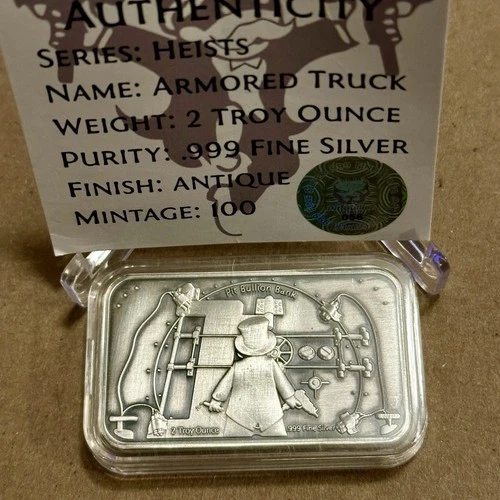 AUTHENTICITY
SERIES: HEISTS
NAME: ARMORED TRUCK
WEIGHT: 2 TROY OUNCE
PURITY: .999 FINE SILVER
FINISH: ANTIQUE
MINTAGE: 100
Pit Bullion Bank
2 Troy Ounce
.999 Fine Silver